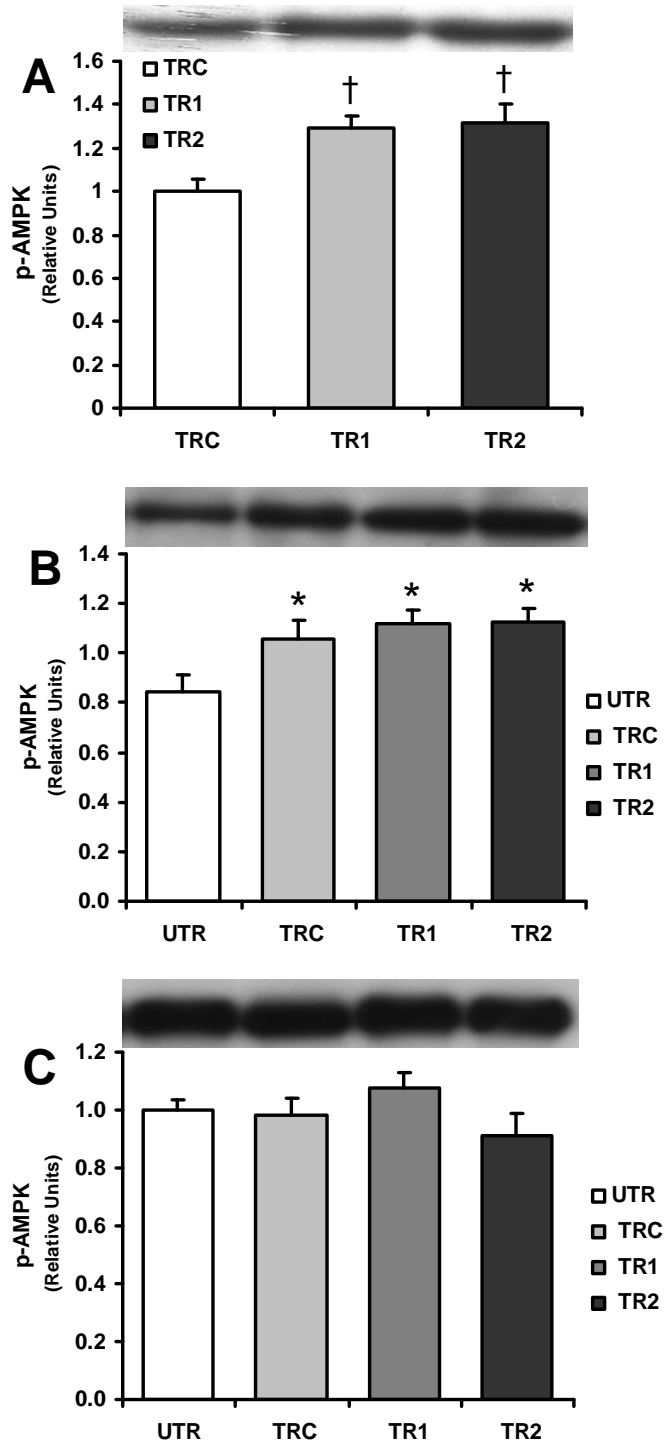 A
1.6
1.4
1.2
1
0.8
0.6
0.4
0.2
0
p-AMPK
(Relative Units)
TRC
TR1
TR2
† †
TRC TR1 TR2
B
1.4
1.2
1.0
0.8
0.6
0.4
0.2
0.0
p-AMPK
(Relative Units)
* * *
UTR
TRC
TR1
TR2
UTR TRC TR1 TR2
C
1.2
1.0
0.8
0.6
0.4
0.2
0.0
p-AMPK
(Relative Units)
UTR
TRC
TR1
TR2
UTR TRC TR1 TR2